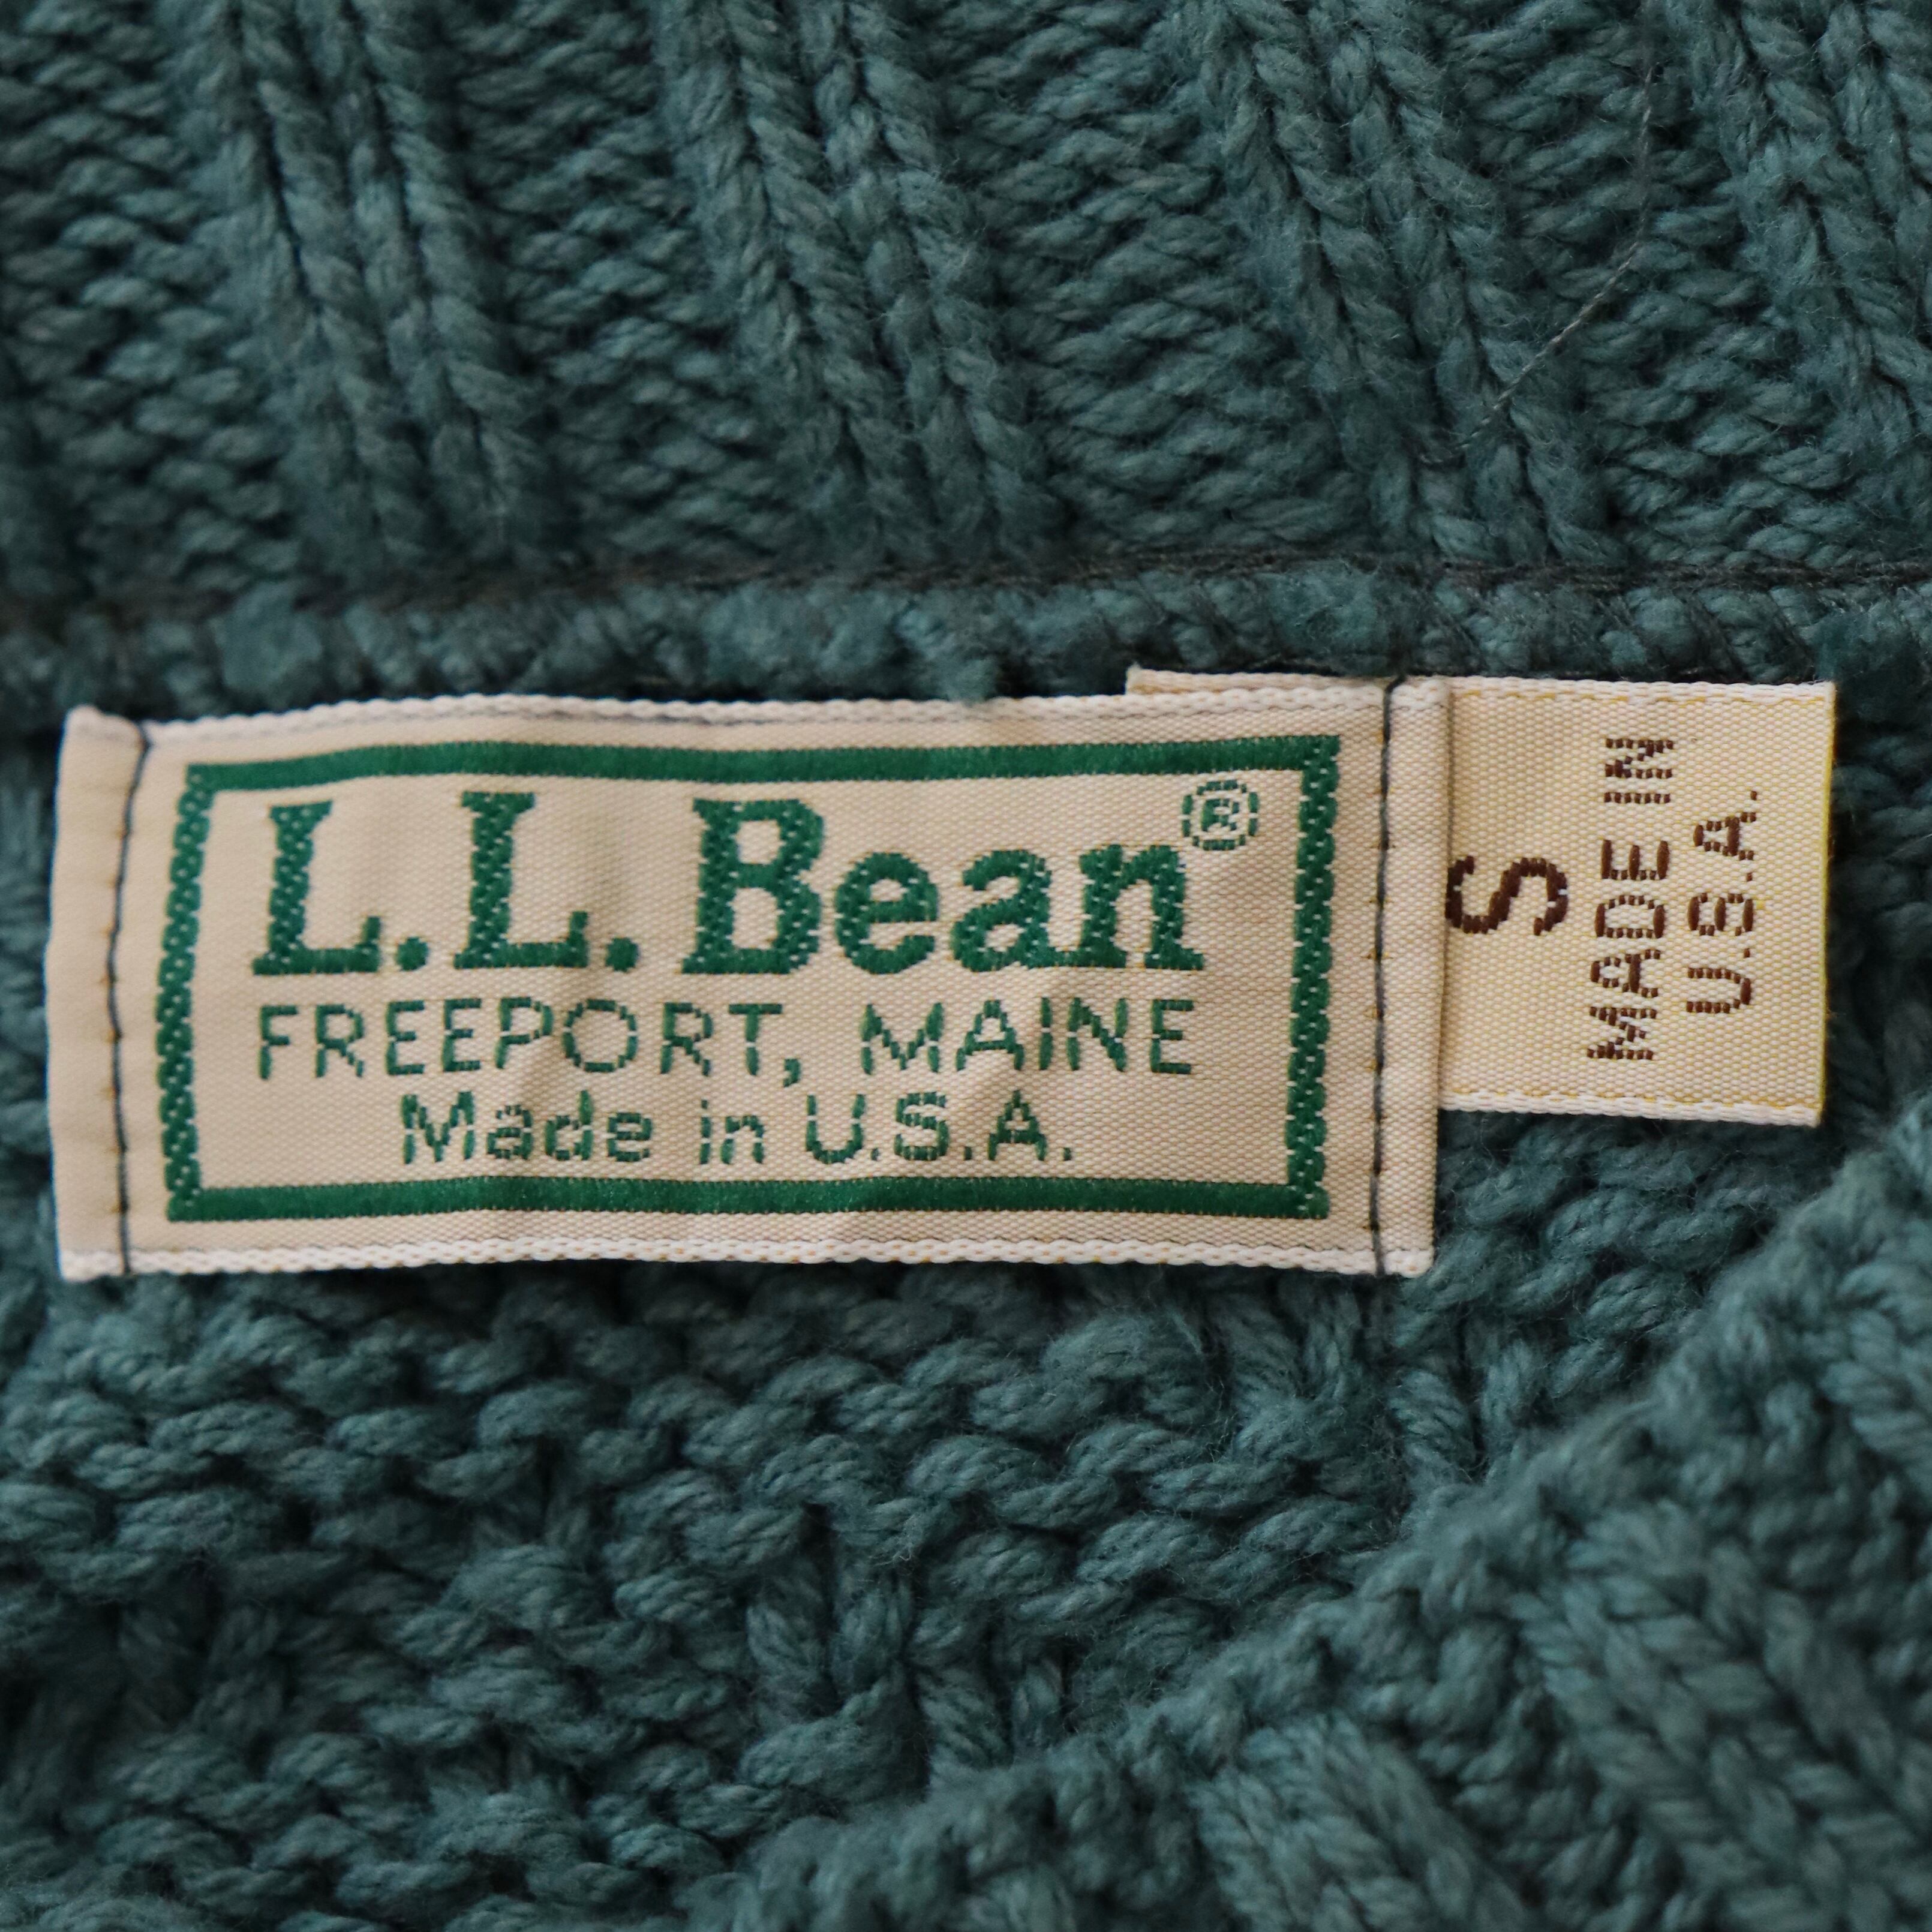 L.L.Bean®
FREEPORT, MAINE
Made in U.S.A.
S
MADE IN
U.S.A.